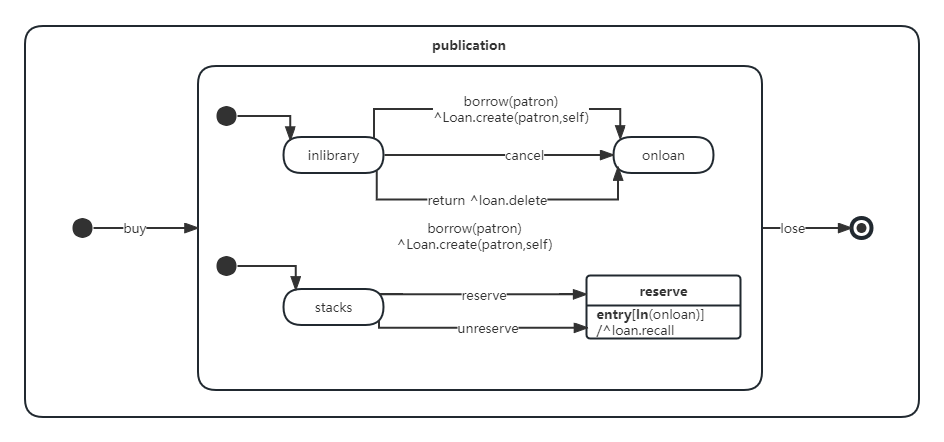 publication
borrow(patron)
^Loan.create(patron,self)
inlibrary
cancel
onloan
return ^loan.delete
borrow(patron)
^Loan.create(patron,self)
buy
lose
stacks
reserve
reserve
entry[In(onloan)]
/^loan.recall
unreserve